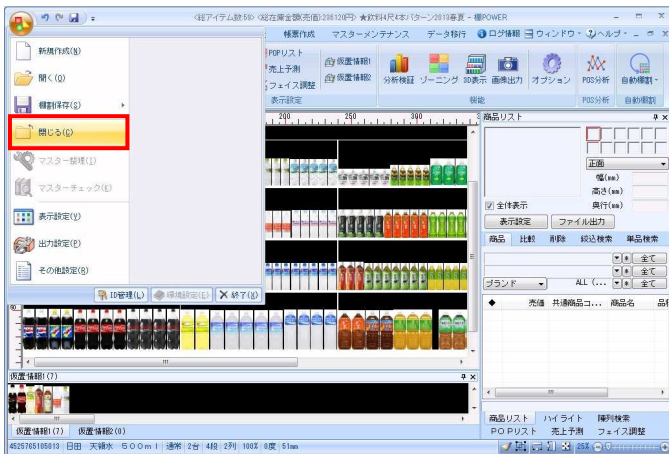 <総アイテム数:59> <総在庫金額(売価):236120円> ★飲料4尺4本パターン2013春夏 - 棚POWER
帳票作成 マスターメンテナンス データ移行 ログ情報 ウィンドウ ヘルプ
新規作成(N)
開く(O)
棚割保存(S)
閉じる(C)
マスター整理(I)
マスターチェック(K)
表示設定(V)
出力設定(P)
その他設定(R)
ID管理(L) 環境設定(E) 終了(X)
POPリスト
売上予測
フェイス調整
仮置情報1
仮置情報2
表示設定
分析検証 ゾーニング 3D表示 画像出力 オプション
機能
POS分析
POS分析
自動棚割
自動棚割
200 250 300
商品リスト
正面
幅(mm)
高さ(mm)
奥行(mm)
全体表示
表示設定 ファイル出力
商品 比較 削除 絞込検索 単品検索
全て
全て
ブランド ALL (... 全て
◆ 売価 共通商品コ... 商品名
商品リスト ハイライト 陳列検索
POPリスト 売上予測 フェイス調整
仮置情報1(7)
仮置情報1(7) 仮置情報2(0)
4525765105013 日田 天領水 500ml 通常 2台 4段 2列 100% 0度 51mm
25%